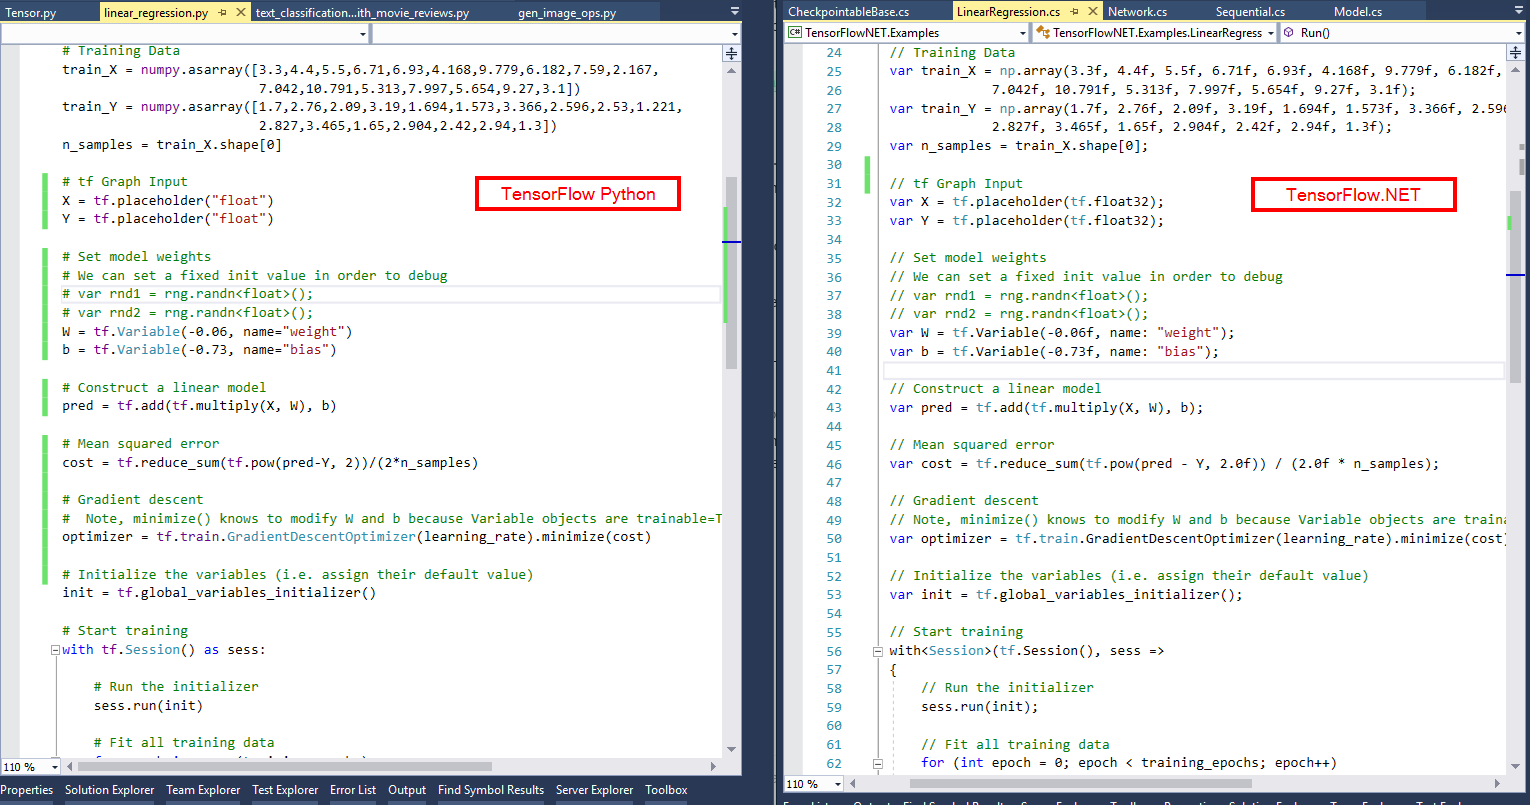 Tensor.py linear_regression.py text_classification...ith_movie_reviews.py gen_image_ops.py
# Training Data
train_X = numpy.asarray([3.3,4.4,5.5,6.71,6.93,4.168,9.779,6.182,7.59,2.167,
7.042,10.791,5.313,7.997,5.654,9.27,3.1])
train_Y = numpy.asarray([1.7,2.76,2.09,3.19,1.694,1.573,3.366,2.596,2.53,1.221,
2.827,3.465,1.65,2.904,2.42,2.94,1.3])
n_samples = train_X.shape[0]
# tf Graph Input
X = tf.placeholder("float")
Y = tf.placeholder("float")
TensorFlow Python
# Set model weights
# We can set a fixed init value in order to debug
# var rnd1 = rng.randn<float>();
# var rnd2 = rng.randn<float>();
W = tf.Variable(-0.06, name="weight")
b = tf.Variable(-0.73, name="bias")
# Construct a linear model
pred = tf.add(tf.multiply(X, W), b)
# Mean squared error
cost = tf.reduce_sum(tf.pow(pred-Y, 2))/(2*n_samples)
# Gradient descent
#  Note, minimize() knows to modify W and b because Variable objects are trainable=T
optimizer = tf.train.GradientDescentOptimizer(learning_rate).minimize(cost)
# Initialize the variables (i.e. assign their default value)
init = tf.global_variables_initializer()
# Start training
with tf.Session() as sess:
# Run the initializer
sess.run(init)
# Fit all training data
110 %
Properties Solution Explorer Team Explorer Test Explorer Error List Output Find Symbol Results Server Explorer Toolbox
CheckpointableBase.cs LinearRegression.cs Network.cs Sequential.cs Model.cs
C# TensorFlowNET.Examples TensorFlowNET.Examples.LinearRegress Run()
24 // Training Data
25 var train_X = np.array(3.3f, 4.4f, 5.5f, 6.71f, 6.93f, 4.168f, 9.779f, 6.182f,
26 7.042f, 10.791f, 5.313f, 7.997f, 5.654f, 9.27f, 3.1f);
27 var train_Y = np.array(1.7f, 2.76f, 2.09f, 3.19f, 1.694f, 1.573f, 3.366f, 2.596
28 2.827f, 3.465f, 1.65f, 2.904f, 2.42f, 2.94f, 1.3f);
29 var n_samples = train_X.shape[0];
30
31 // tf Graph Input
32 var X = tf.placeholder(tf.float32);
33 var Y = tf.placeholder(tf.float32);
TensorFlow.NET
34
35 // Set model weights
36 // We can set a fixed init value in order to debug
37 // var rnd1 = rng.randn<float>();
38 // var rnd2 = rng.randn<float>();
39 var W = tf.Variable(-0.06f, name: "weight");
40 var b = tf.Variable(-0.73f, name: "bias");
41
42 // Construct a linear model
43 var pred = tf.add(tf.multiply(X, W), b);
44
45 // Mean squared error
46 var cost = tf.reduce_sum(tf.pow(pred - Y, 2.0f)) / (2.0f * n_samples);
47
48 // Gradient descent
49 // Note, minimize() knows to modify W and b because Variable objects are traina
50 var optimizer = tf.train.GradientDescentOptimizer(learning_rate).minimize(cost)
51
52 // Initialize the variables (i.e. assign their default value)
53 var init = tf.global_variables_initializer();
54
55 // Start training
56 with<Session>(tf.Session(), sess =>
57 {
58 // Run the initializer
59 sess.run(init);
60
61 // Fit all training data
62 for (int epoch = 0; epoch < training_epochs; epoch++)
110 %